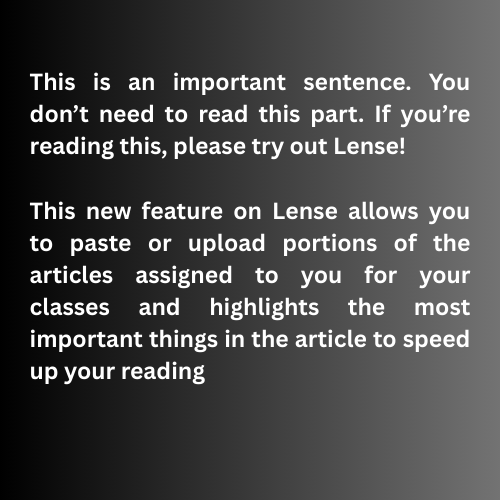 This is an important sentence. You
don’t need to read this part. If you’re
reading this, please try out Lense!
This new feature on Lense allows you
to paste or upload portions of the
articles assigned to you for your
classes and highlights the most
important things in the article to speed
up your reading